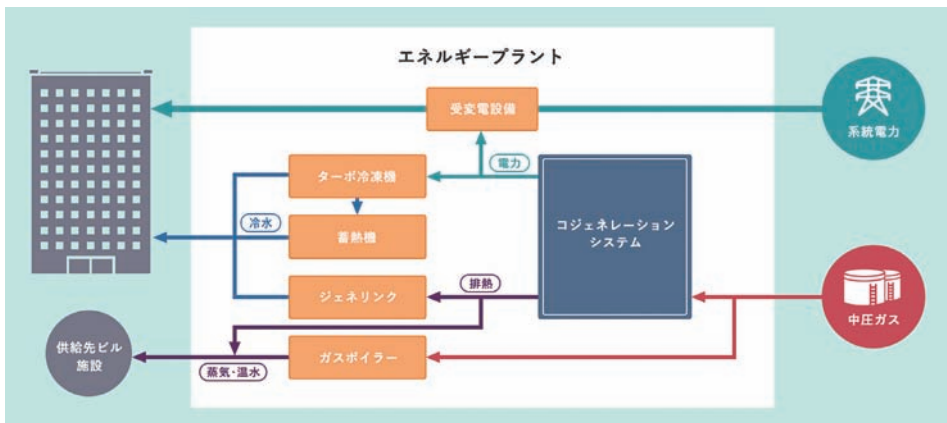 エネルギープラント
受変電設備
系統電力
電力
ターボ冷凍機
コジェネレーション
システム
冷水
蓄熱機
排熱
ジェネリンク
中圧ガス
供給先ビル
施設
ガスボイラー
蒸気・温水